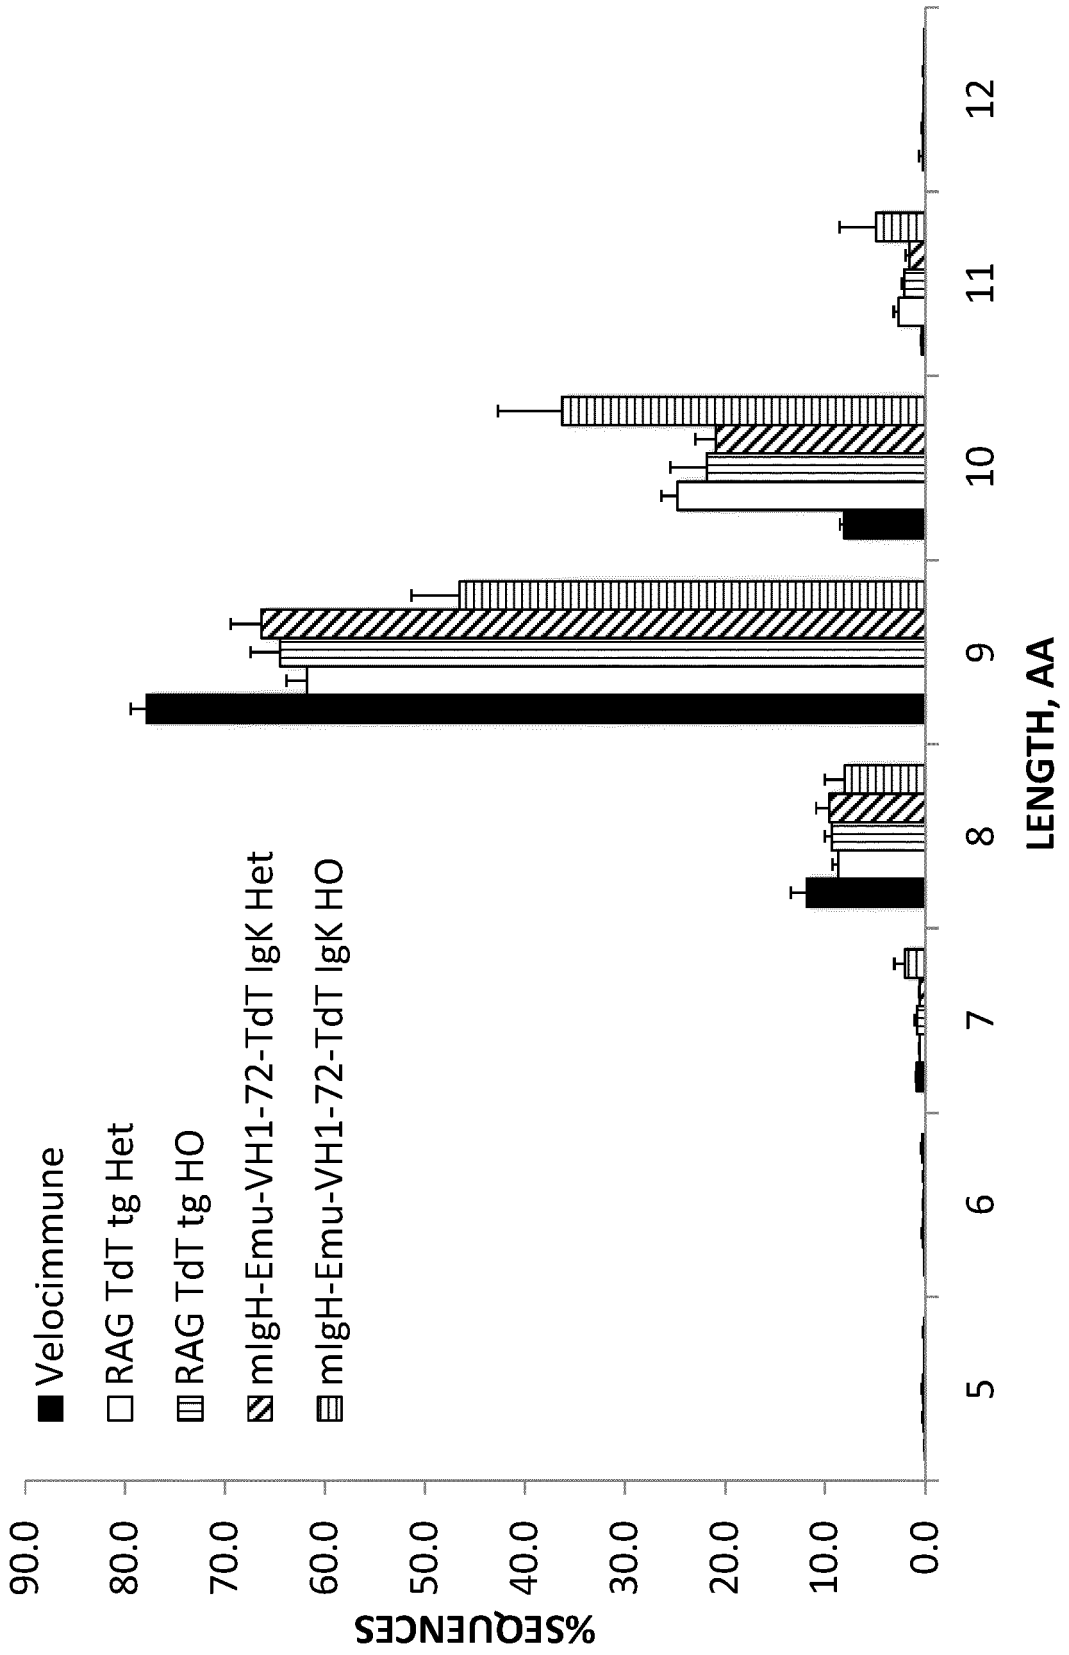 Velocimmune
RAG TdT tg Het
RAG TdT tg HO
mIgH-Emu-VH1-72-TdT IgK Het
mIgH-Emu-VH1-72-TdT IgK HO
90.0
80.0
70.0
60.0
50.0
40.0
30.0
20.0
10.0
0.0
%SEQUENCES
5 6 7 8 9 10 11 12
LENGTH, AA